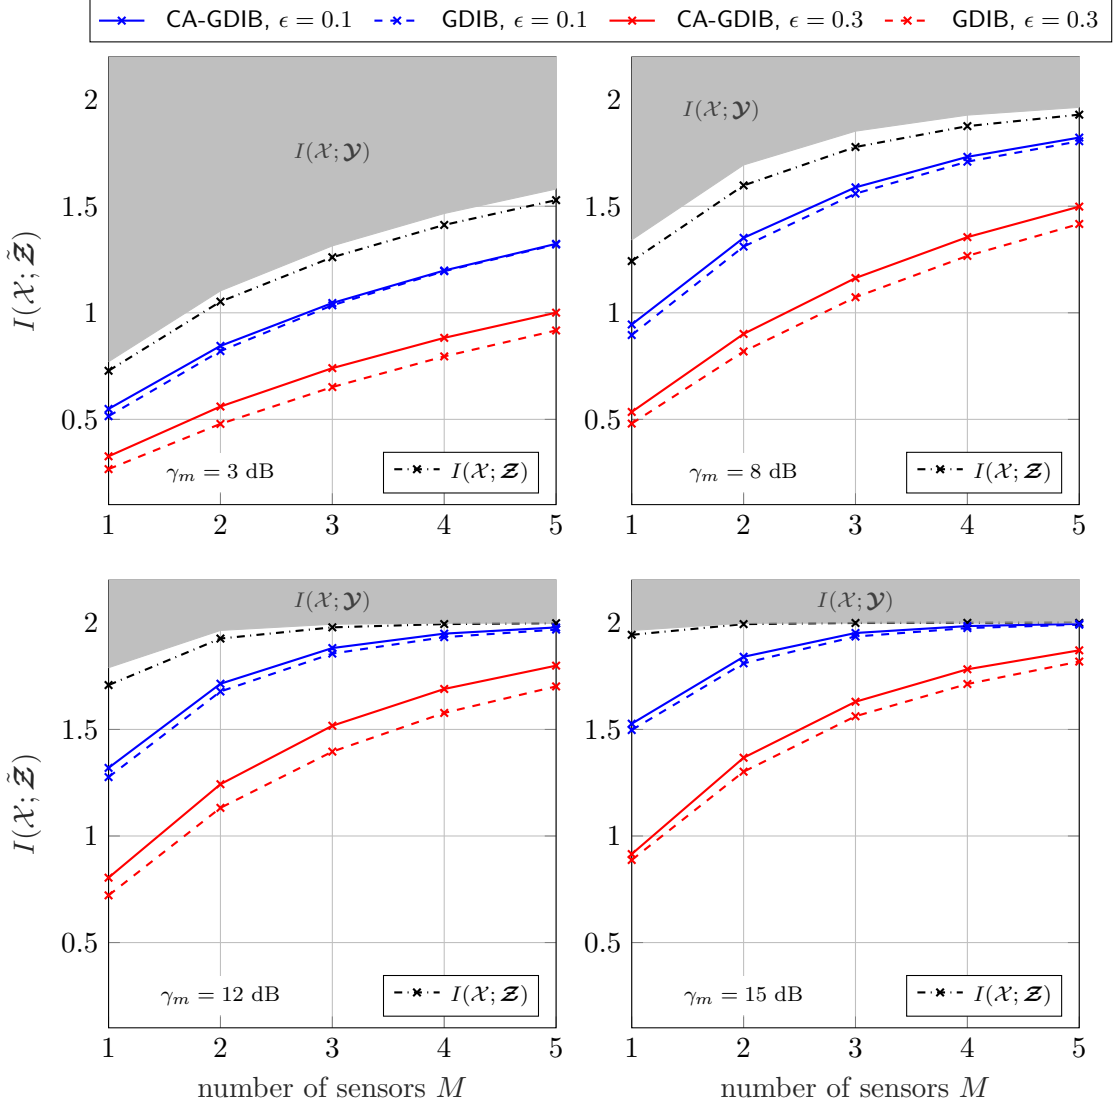 CA-GDIB, ϵ = 0.1 GDIB, ϵ = 0.1 CA-GDIB, ϵ = 0.3 GDIB, ϵ = 0.3
I(𝒳; 𝓨)
I(𝒳; 𝓩̃)
2
1.5
1
0.5
γₘ = 3 dB
I(𝒳; 𝓩)
1 2 3 4 5
I(𝒳; 𝓨)
2
1.5
1
0.5
γₘ = 8 dB
I(𝒳; 𝓩)
1 2 3 4 5
I(𝒳; 𝓨)
I(𝒳; 𝓩̃)
2
1.5
1
0.5
γₘ = 12 dB
I(𝒳; 𝓩)
1 2 3 4 5
number of sensors M
I(𝒳; 𝓨)
2
1.5
1
0.5
γₘ = 15 dB
I(𝒳; 𝓩)
1 2 3 4 5
number of sensors M